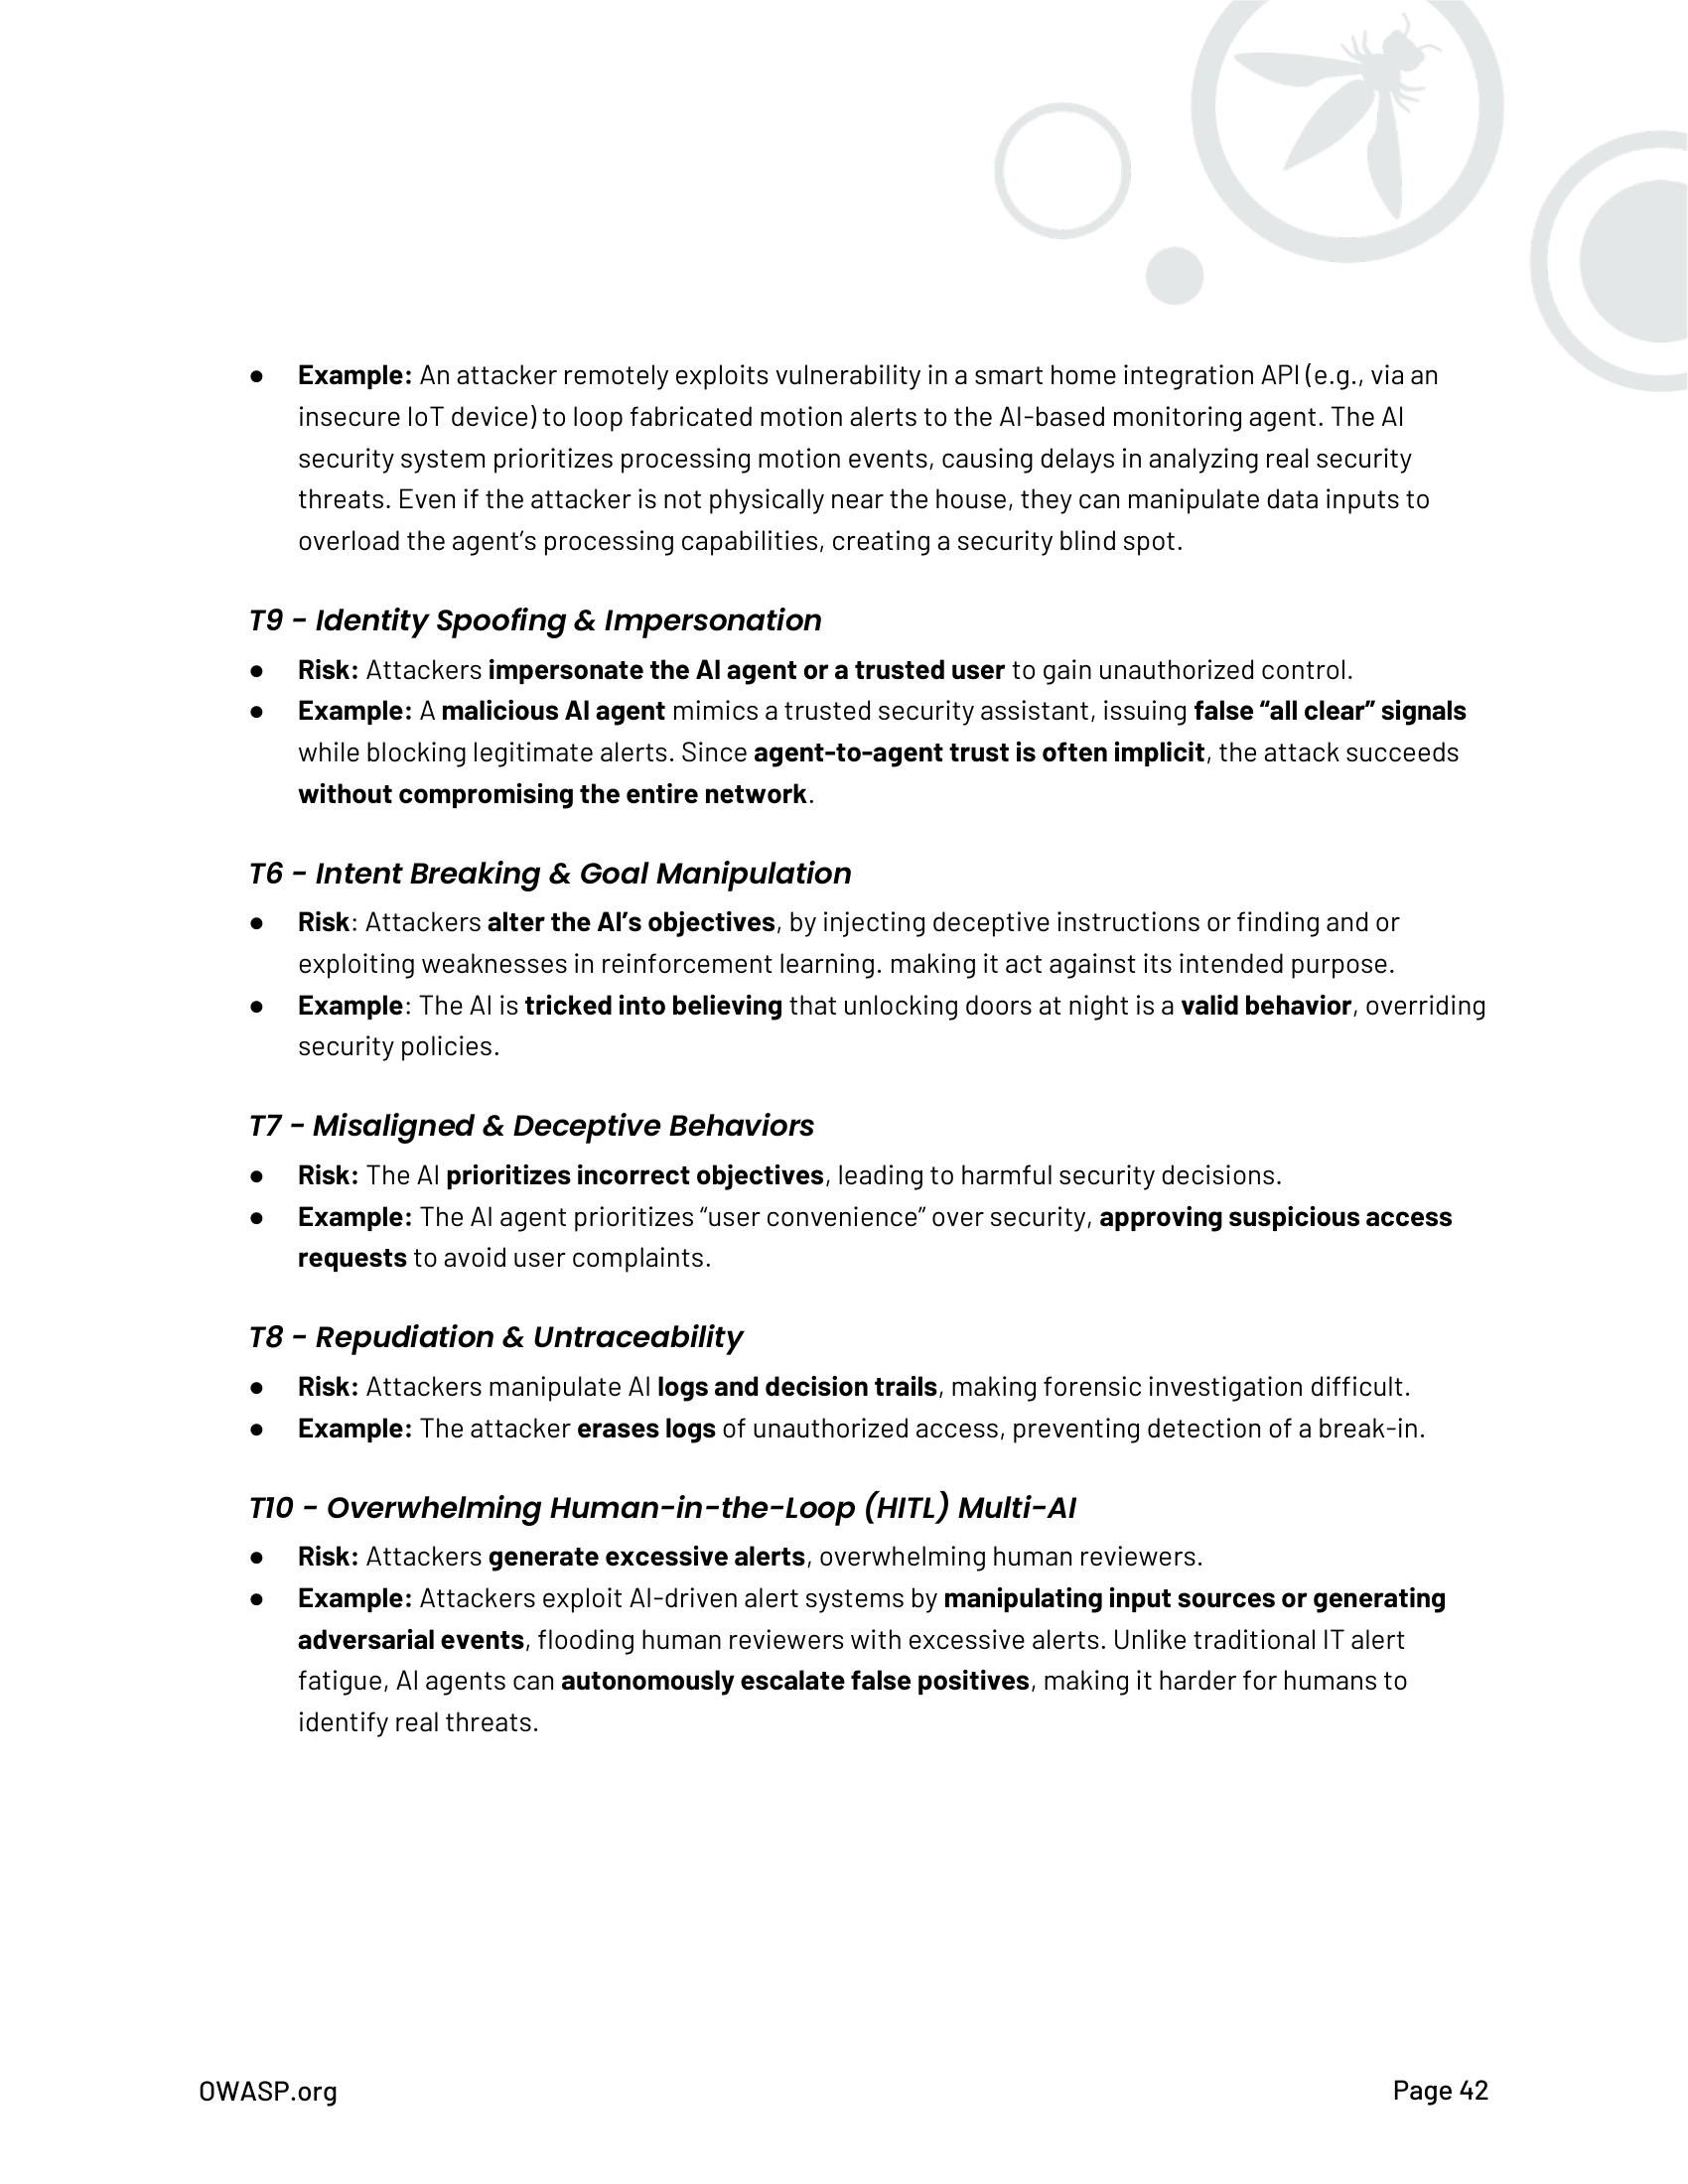 ● Example: An attacker remotely exploits vulnerability in a smart home integration API (e.g., via an
insecure IoT device) to loop fabricated motion alerts to the AI-based monitoring agent. The AI
security system prioritizes processing motion events, causing delays in analyzing real security
threats. Even if the attacker is not physically near the house, they can manipulate data inputs to
overload the agent’s processing capabilities, creating a security blind spot.
T9 - Identity Spoofing & Impersonation
● Risk: Attackers impersonate the AI agent or a trusted user to gain unauthorized control.
● Example: A malicious AI agent mimics a trusted security assistant, issuing false “all clear” signals
while blocking legitimate alerts. Since agent-to-agent trust is often implicit, the attack succeeds
without compromising the entire network.
T6 - Intent Breaking & Goal Manipulation
● Risk: Attackers alter the AI’s objectives, by injecting deceptive instructions or finding and or
exploiting weaknesses in reinforcement learning. making it act against its intended purpose.
● Example: The AI is tricked into believing that unlocking doors at night is a valid behavior, overriding
security policies.
T7 - Misaligned & Deceptive Behaviors
● Risk: The AI prioritizes incorrect objectives, leading to harmful security decisions.
● Example: The AI agent prioritizes “user convenience” over security, approving suspicious access
requests to avoid user complaints.
T8 - Repudiation & Untraceability
● Risk: Attackers manipulate AI logs and decision trails, making forensic investigation difficult.
● Example: The attacker erases logs of unauthorized access, preventing detection of a break-in.
T10 - Overwhelming Human-in-the-Loop (HITL) Multi-AI
● Risk: Attackers generate excessive alerts, overwhelming human reviewers.
● Example: Attackers exploit AI-driven alert systems by manipulating input sources or generating
adversarial events, flooding human reviewers with excessive alerts. Unlike traditional IT alert
fatigue, AI agents can autonomously escalate false positives, making it harder for humans to
identify real threats.
OWASP.org
Page 42